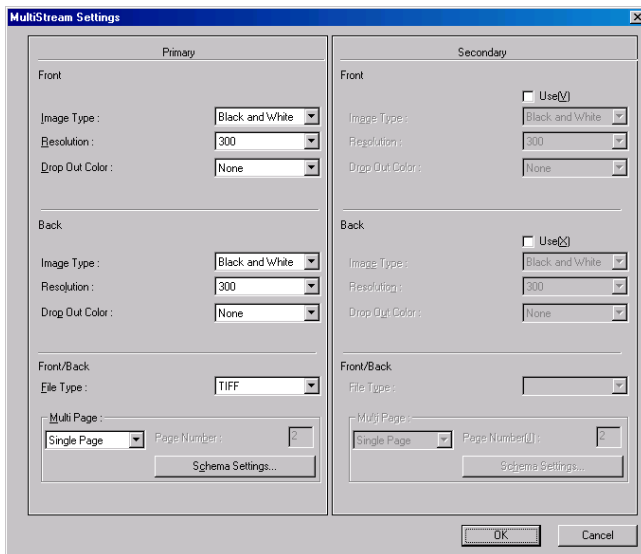 MultiStream Settings
Primary
Front
Image Type :
Black and White
Resolution :
300
Drop Out Color :
None
Back
Image Type :
Black and White
Resolution :
300
Drop Out Color :
None
Front/Back
File Type :
TIFF
Multi Page :
Single Page
Page Number :
2
Schema Settings...
Secondary
Front
Use(V)
Image Type :
Black and White
Resolution :
300
Drop Out Color :
None
Back
Use(X)
Image Type :
Black and White
Resolution :
300
Drop Out Color :
None
Front/Back
File Type :
Multi Page :
Single Page
Page Number(J) :
2
Schema Settings...
OK
Cancel